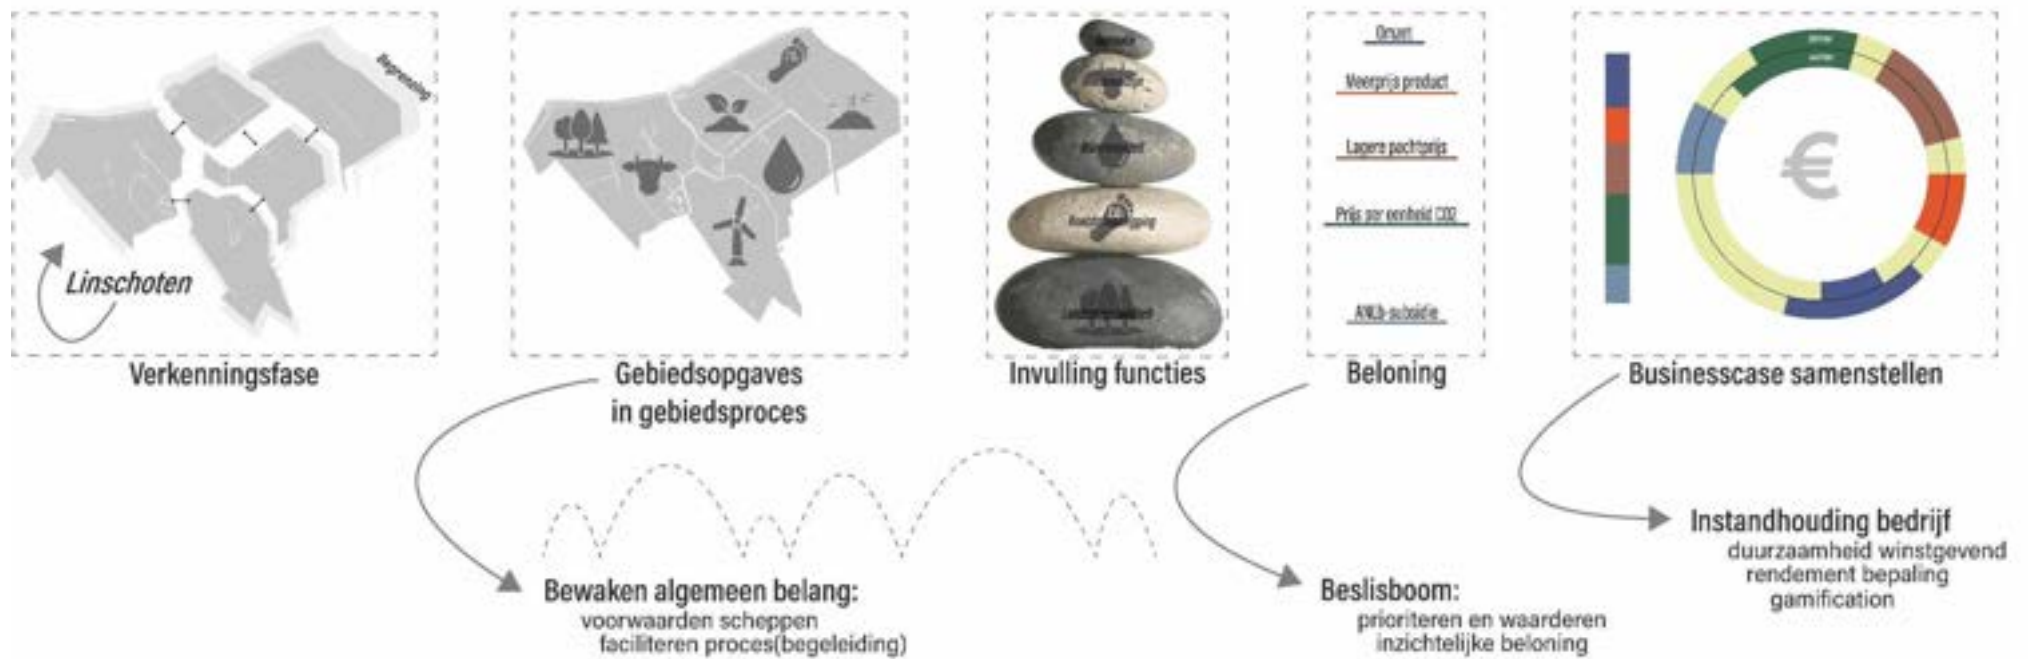 Begrenzing
Linschoten
Verkenningsfase
Gebiedsopgaves
in gebiedsproces
Invulling functies
Omzet
Meerprijs product
Lagere pachtprijs
Prijs per eenheid CO2
ANLb-subsidie
Beloning
€
Businesscase samenstellen
Bewaken algemeen belang:
voorwaarden scheppen
faciliteren proces(begeleiding)
Beslisboom:
prioriteren en waarderen
inzichtelijke beloning
Instandhouding bedrijf
duurzaamheid winstgevend
rendement bepaling
gamification